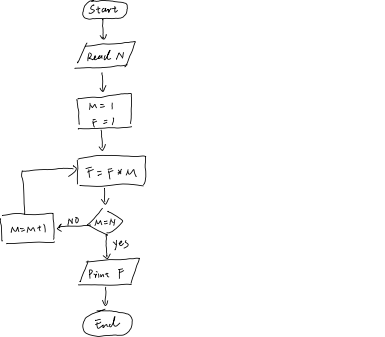 Start
Read N
M = 1
F = 1
F = F * M
M=N
NO
M=M+1
yes
Print F
End